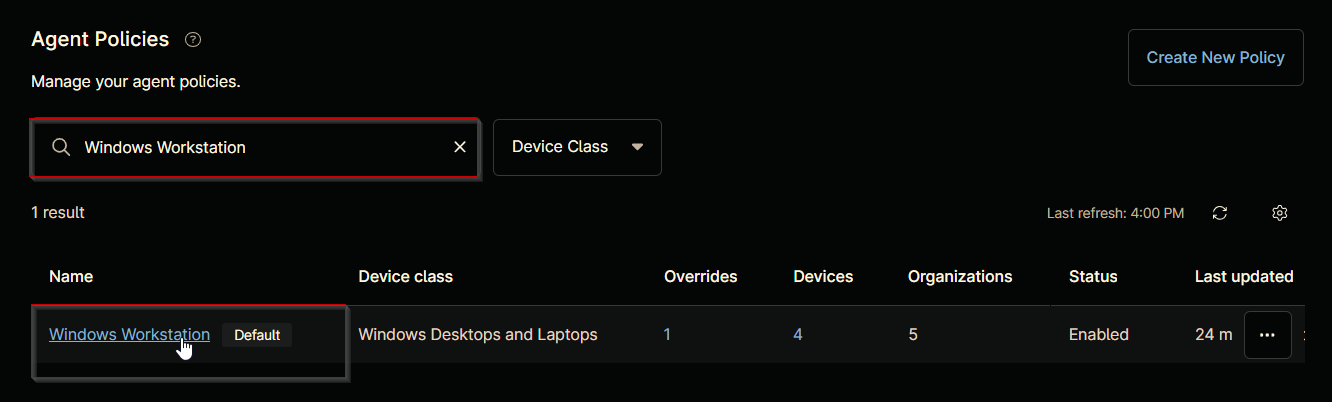 Agent Policies ?
Create New Policy
Manage your agent policies.
Windows Workstation
Device Class
1 result
Last refresh: 4:00 PM
Name Device class Overrides Devices Organizations Status Last updated
Windows Workstation Default Windows Desktops and Laptops 1 4 5 Enabled 24 m ...